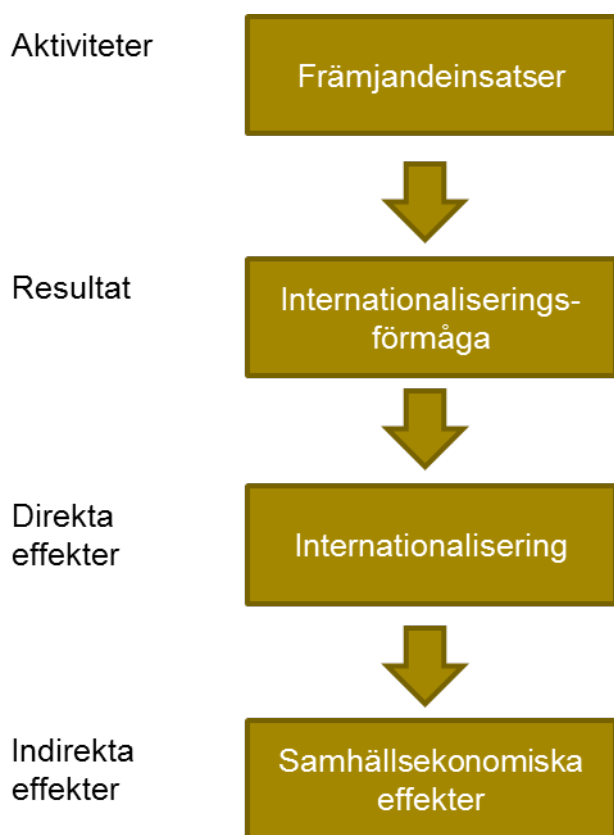 Aktiviteter
Främjandeinsatser
Resultat
Internationaliserings-
förmåga
Direkta
effekter
Internationalisering
Indirekta
effekter
Samhällsekonomiska
effekter